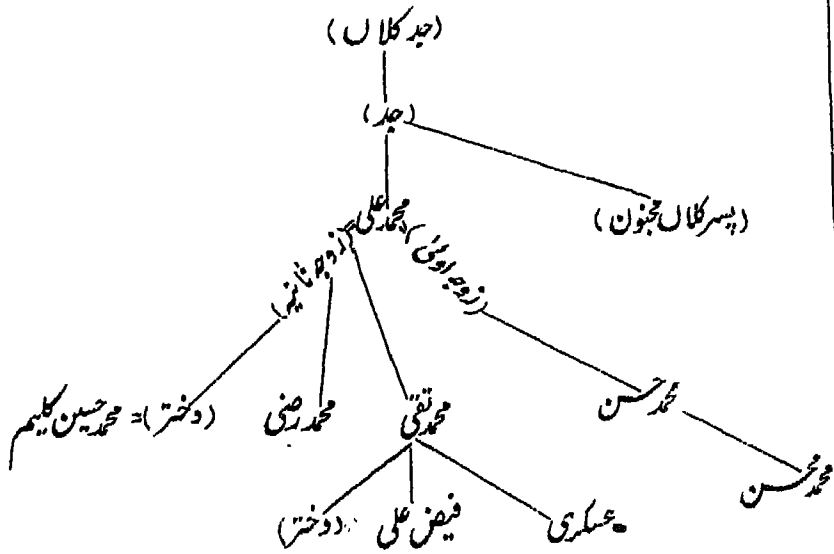 (جد کلاں)
(جد)
(پسر کلاں مجنون)
محمد علی
(زوجہ اولیٰ)
(زوجہ ثانیہ)
محمد حسن
محمد تقی
محمد رضی
(دختر) = محمد حسین کلیم
محمد محسن
عسکری
فیض علی
(دختر)